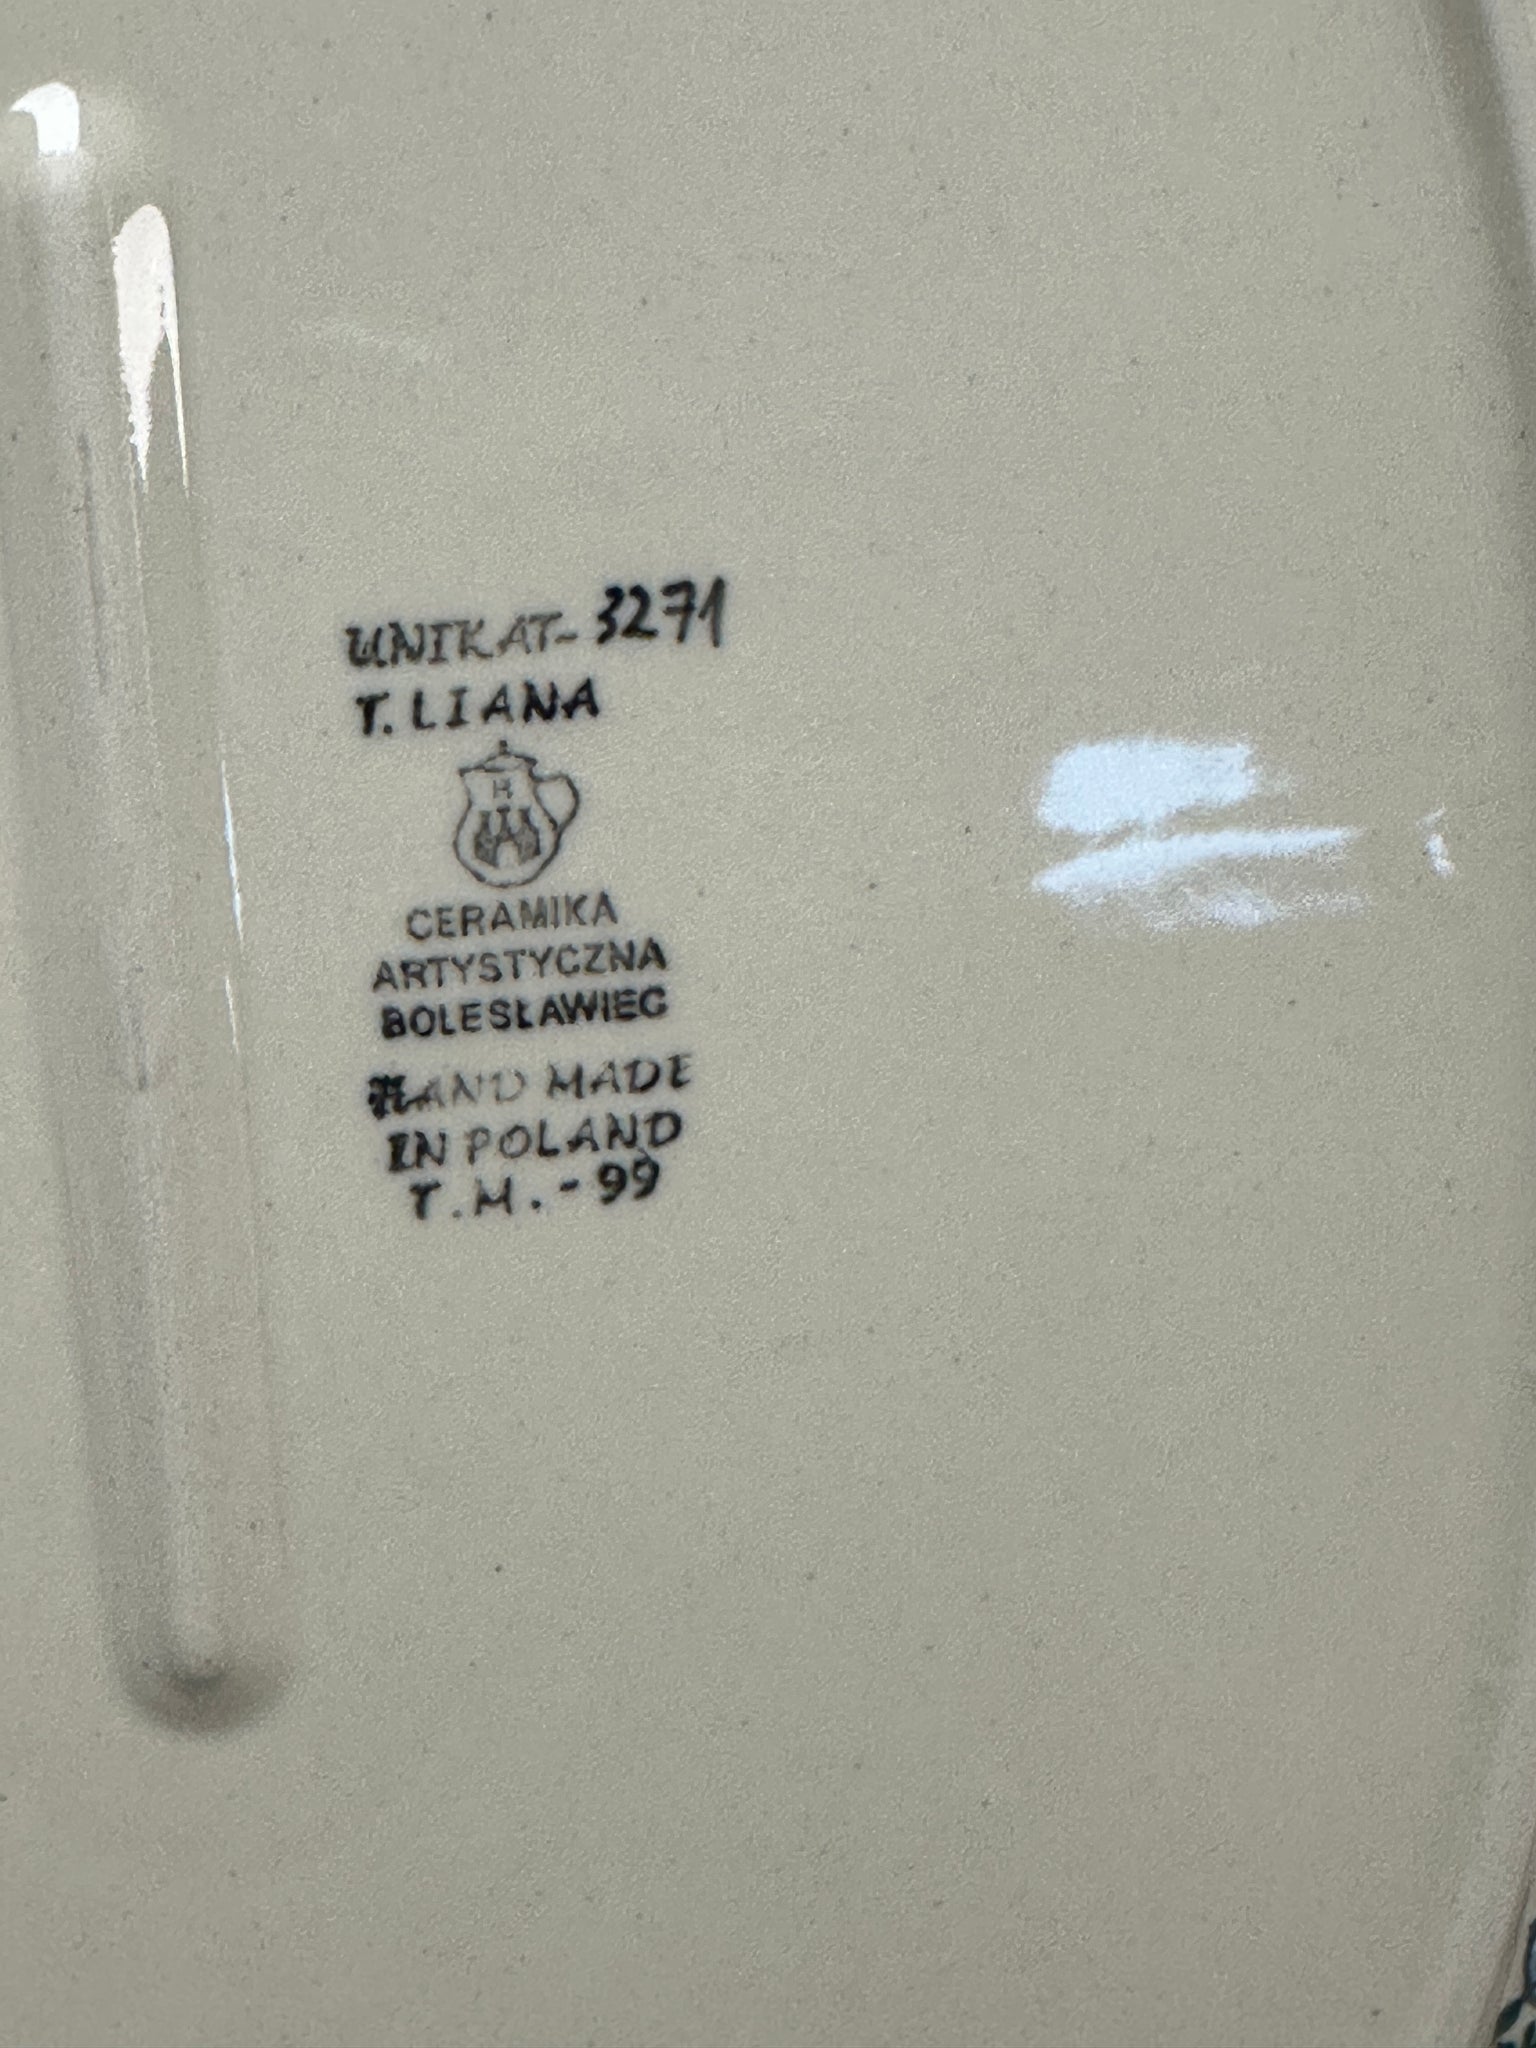 UNIKAT-3271
T. LIANA
CERAMIKA
ARTYSTYCZNA
BOLESŁAWIEC
HAND MADE
IN POLAND
T.M.-99